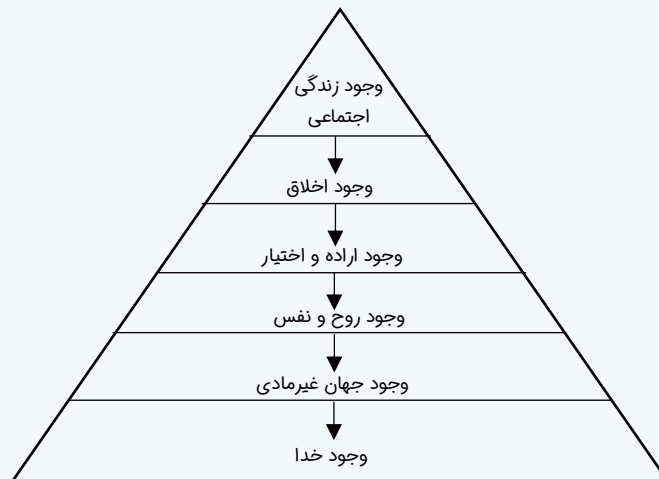 وجود زندگی
اجتماعی
وجود اخلاق
وجود اراده و اختیار
وجود روح و نفس
وجود جهان غیرمادی
وجود خدا